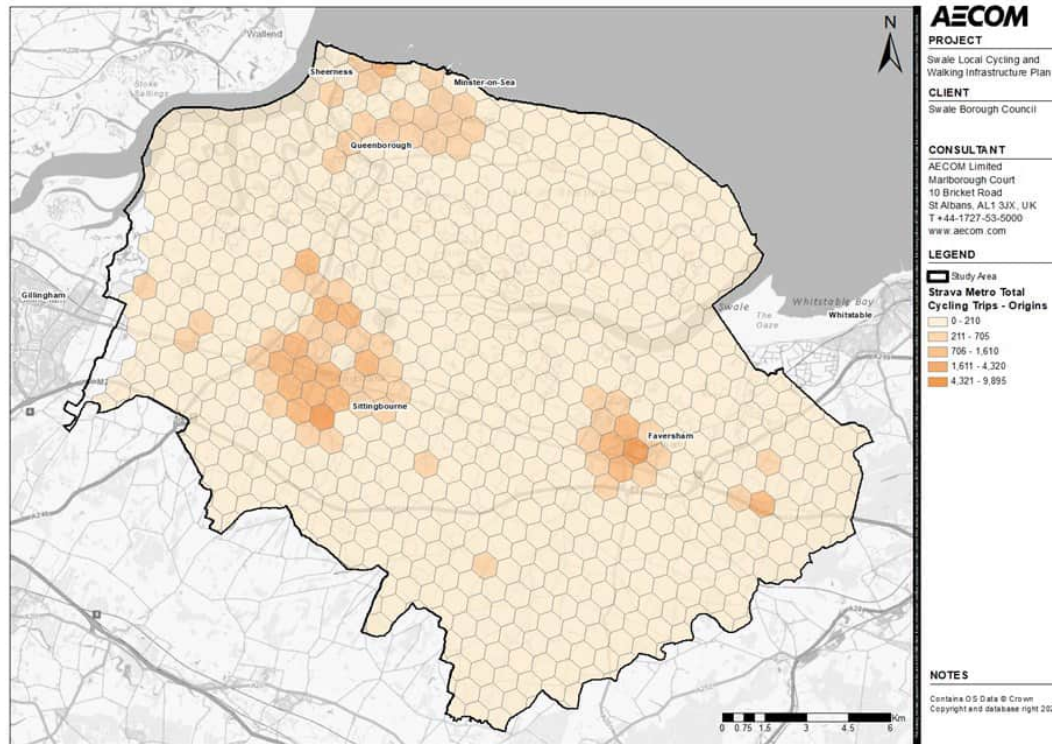 Wallend
Stoke
Saltings
Sheerness
Minster-on-Sea
Queenborough
Gillingham
Swale
The
Oaze
Whitstable Bay
Whitstable
Sittingbourne
Faversham
M2
N
0 0.75 1.5 3 4.5 6
Km
AECOM
PROJECT
Swale Local Cycling and
Walking Infrastructure Plan
CLIENT
Swale Borough Council
CONSULTANT
AECOM Limited
Marlborough Court
10 Bricket Road
St Albans, AL1 3JX, UK
T +44-1727-53-5000
www.aecom.com
LEGEND
Study Area
Strava Metro Total
Cycling Trips - Origins
0 - 210
211 - 705
706 - 1,610
1,611 - 4,320
4,321 - 9,895
NOTES
Contains OS Data © Crown
Copyright and database right